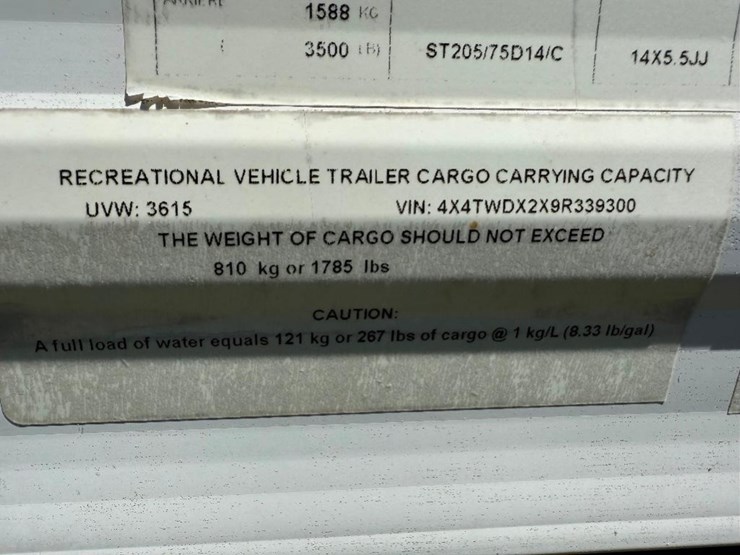 1588 KG
3500 LB) ST205/75D14/C 14X5.5JJ
RECREATIONAL VEHICLE TRAILER CARGO CARRYING CAPACITY
UVW: 3615 VIN: 4X4TWDX2X9R339300
THE WEIGHT OF CARGO SHOULD NOT EXCEED
810 kg or 1785 lbs
CAUTION:
A full load of water equals 121 kg or 267 lbs of cargo @ 1 kg/L (8.33 lb/gal)